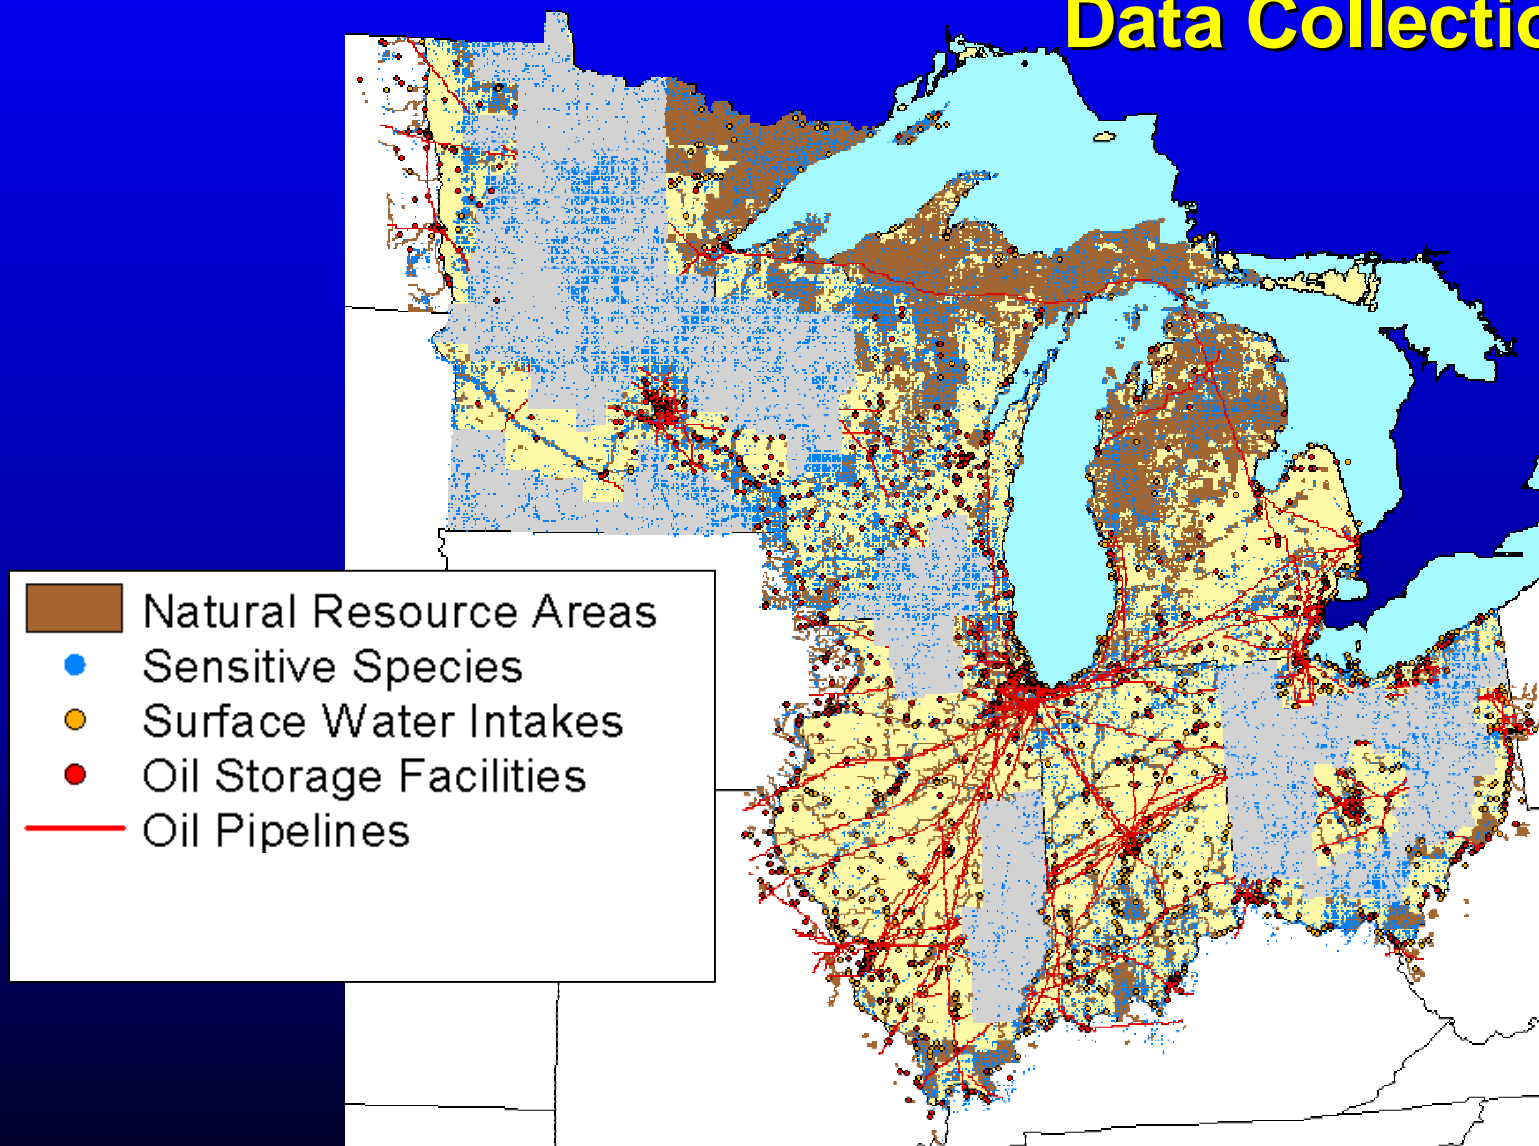 Data Collectio
Natural Resource Areas
Sensitive Species
Surface Water Intakes
Oil Storage Facilities
Oil Pipelines